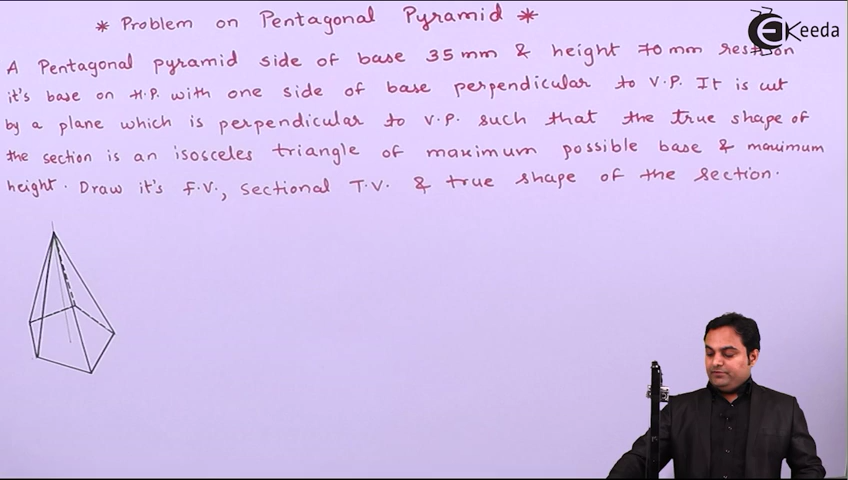 * Problem on Pentagonal Pyramid *
EKeeda
A Pentagonal pyramid side of base 35 mm & height 70 mm rests on
it's base on H.P. with one side of base perpendicular to V.P. It is cut
by a plane which is perpendicular to V.P. such that the true shape of
the section is an isosceles triangle of maximum possible base & maximum
height. Draw it's F.V., sectional T.V. & true shape of the section.